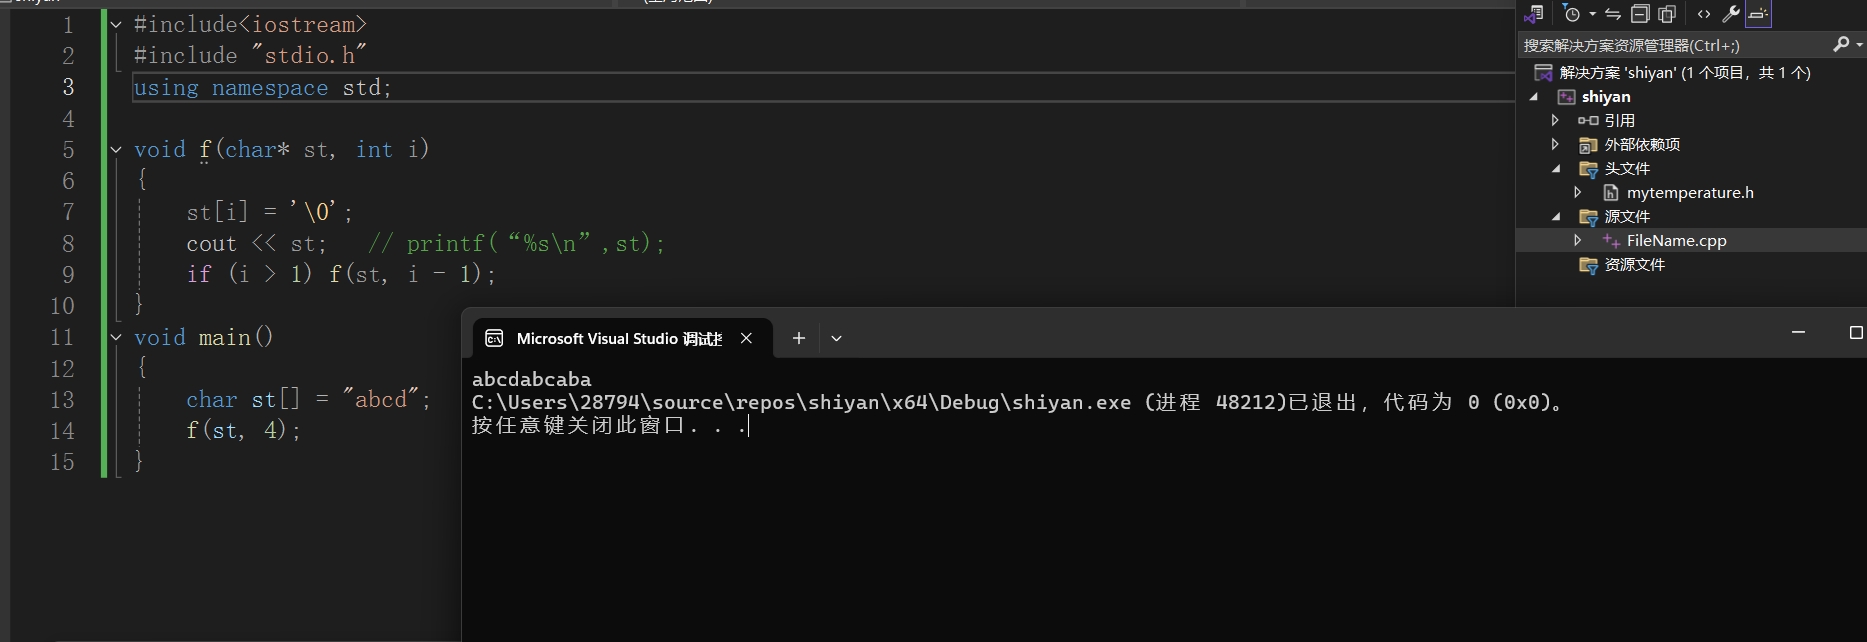 1 #include<iostream>
2 #include "stdio.h"
3 using namespace std;
4
5 void f(char* st, int i)
6 {
7 st[i] = '\0';
8 cout << st; // printf(“%s\n”,st);
9 if (i > 1) f(st, i - 1);
10 }
11 void main()
12 {
13 char st[] = "abcd";
14 f(st, 4);
15 }
搜索解决方案资源管理器(Ctrl+;)
解决方案 'shiyan' (1 个项目，共 1 个)
shiyan
引用
外部依赖项
头文件
mytemperature.h
源文件
FileName.cpp
资源文件
Microsoft Visual Studio 调试
abcdabcaba
C:\Users\28794\source\repos\shiyan\x64\Debug\shiyan.exe (进程 48212)已退出，代码为 0 (0x0)。
按任意键关闭此窗口. . .